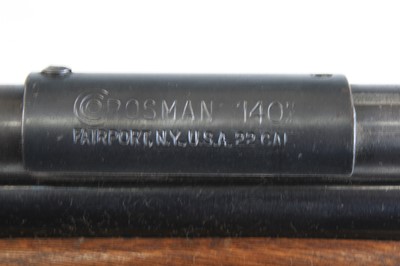 CROSMAN "140"
FAIRPORT, N.Y. U.S.A. 22 CAL